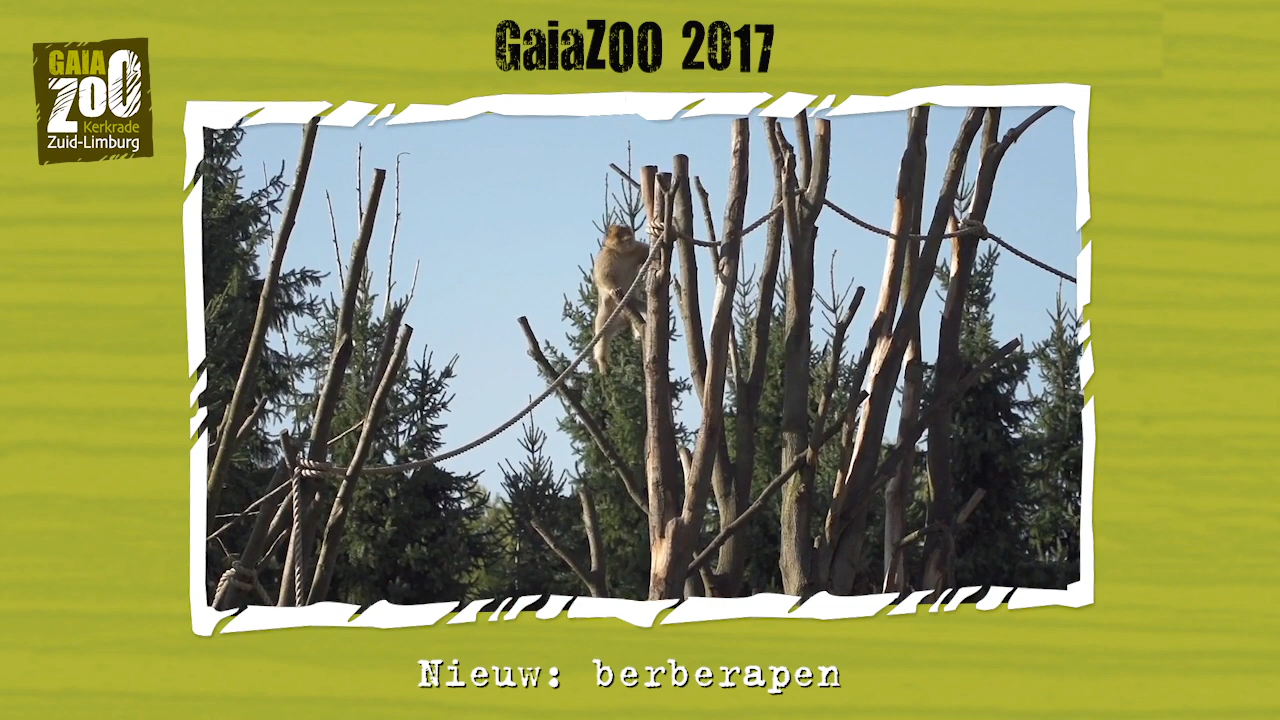 GaiaZOO 2017
GAIA
ZOO
Kerkrade
Zuid-Limburg
Nieuw: berberapen